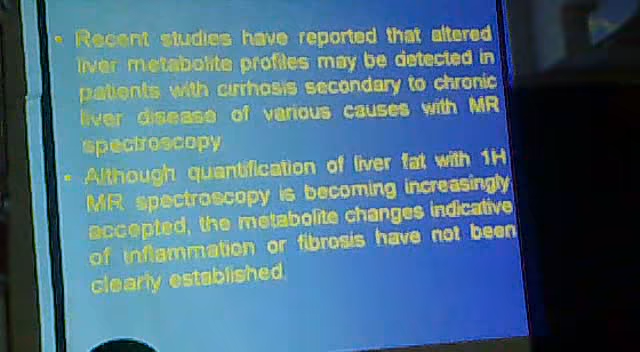 • Recent studies have reported that altered
liver metabolite profiles may be detected in
patients with cirrhosis secondary to chronic
liver disease of various causes with MR
spectroscopy
• Although quantification of liver fat with 1H
MR spectroscopy is becoming increasingly
accepted, the metabolite changes indicative
of inflammation or fibrosis have not been
clearly established.